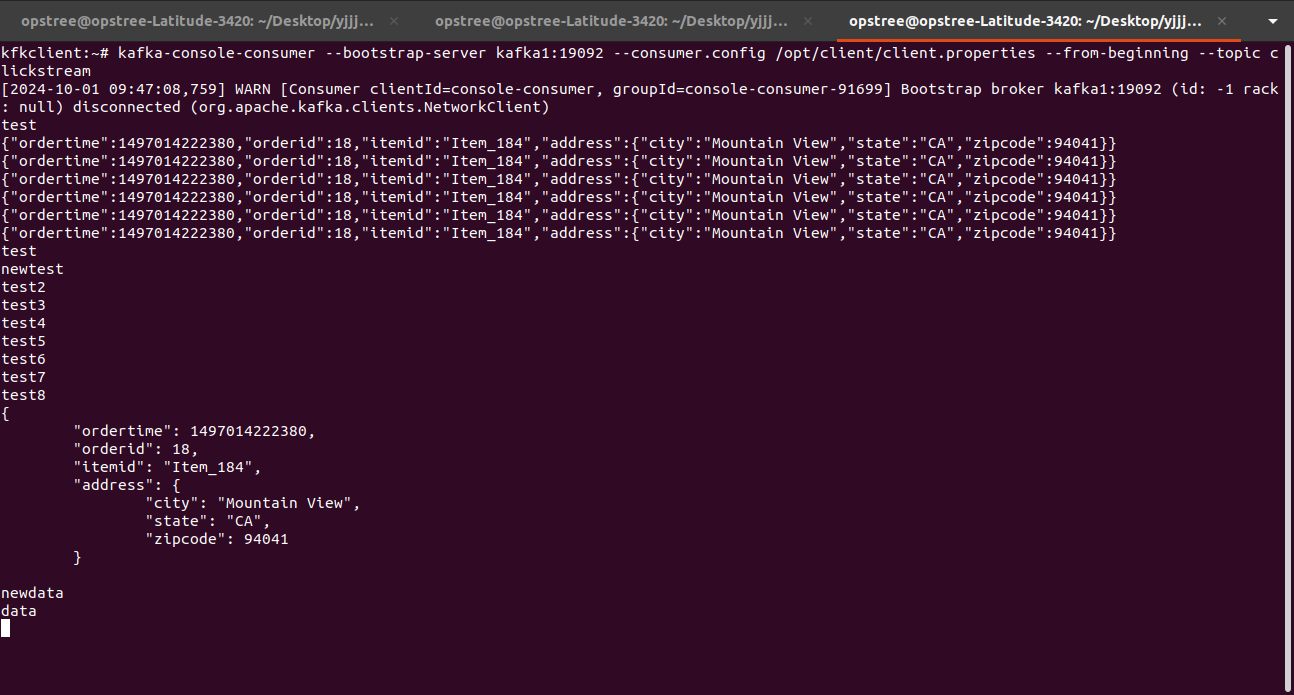 opstree@opstree-Latitude-3420: ~/Desktop/yjjj... × opstree@opstree-Latitude-3420: ~/Desktop/yjjj... × opstree@opstree-Latitude-3420: ~/Desktop/yjjj... ×
kfkclient:~# kafka-console-consumer --bootstrap-server kafka1:19092 --consumer.config /opt/client/client.properties --from-beginning --topic c
lickstream
[2024-10-01 09:47:08,759] WARN [Consumer clientId=console-consumer, groupId=console-consumer-91699] Bootstrap broker kafka1:19092 (id: -1 rack
: null) disconnected (org.apache.kafka.clients.NetworkClient)
test
{"ordertime":1497014222380,"orderid":18,"itemid":"Item_184","address":{"city":"Mountain View","state":"CA","zipcode":94041}}
{"ordertime":1497014222380,"orderid":18,"itemid":"Item_184","address":{"city":"Mountain View","state":"CA","zipcode":94041}}
{"ordertime":1497014222380,"orderid":18,"itemid":"Item_184","address":{"city":"Mountain View","state":"CA","zipcode":94041}}
{"ordertime":1497014222380,"orderid":18,"itemid":"Item_184","address":{"city":"Mountain View","state":"CA","zipcode":94041}}
{"ordertime":1497014222380,"orderid":18,"itemid":"Item_184","address":{"city":"Mountain View","state":"CA","zipcode":94041}}
{"ordertime":1497014222380,"orderid":18,"itemid":"Item_184","address":{"city":"Mountain View","state":"CA","zipcode":94041}}
test
newtest
test2
test3
test4
test5
test6
test7
test8
{
        "ordertime": 1497014222380,
        "orderid": 18,
        "itemid": "Item_184",
        "address": {
                "city": "Mountain View",
                "state": "CA",
                "zipcode": 94041
        }

newdata
data